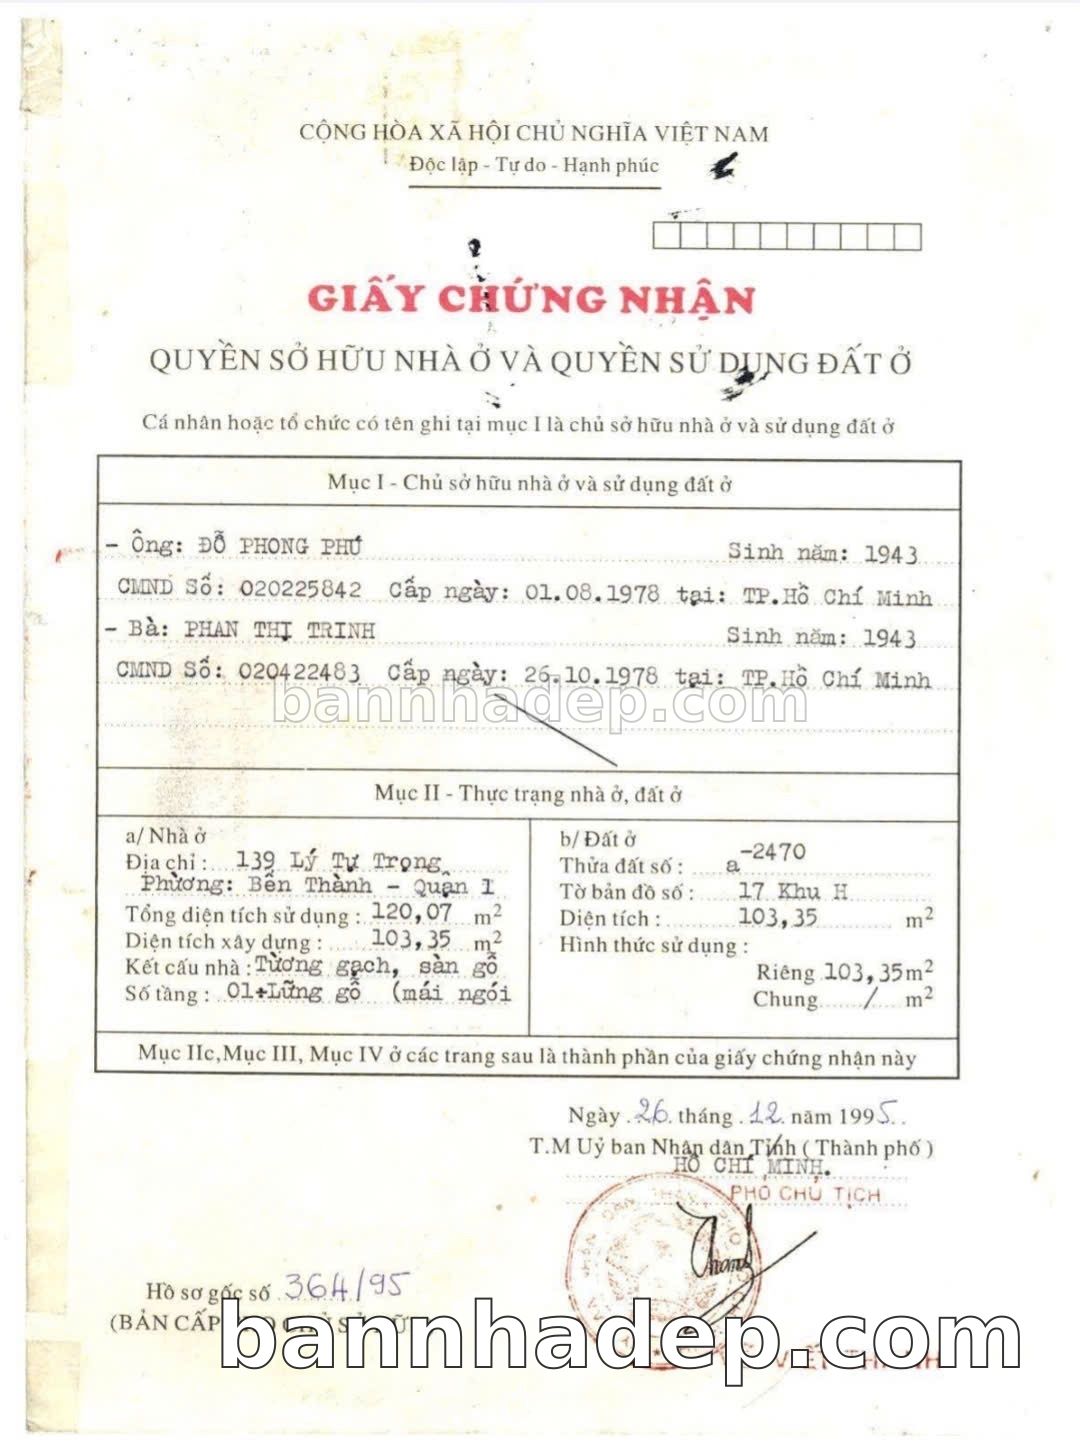 CỘNG HÒA XÃ HỘI CHỦ NGHĨA VIỆT NAM
Độc lập - Tự do - Hạnh phúc
GIẤY CHỨNG NHẬN
QUYỀN SỞ HỮU NHÀ Ở VÀ QUYỀN SỬ DỤNG ĐẤT Ở
Cá nhân hoặc tổ chức có tên ghi tại mục I là chủ sở hữu nhà ở và sử dụng đất ở
Mục I - Chủ sở hữu nhà ở và sử dụng đất ở
- Ông: ĐỖ PHONG PHÚ Sinh năm: 1943
CMND Số: 020225842 Cấp ngày: 01.08.1978 tại: TP.Hồ Chí Minh
- Bà: PHAN THỊ TRINH Sinh năm: 1943
CMND Số: 020422483 Cấp ngày: 26.10.1978 tại: TP.Hồ Chí Minh
bannhadep.com
Mục II - Thực trạng nhà ở, đất ở
a/ Nhà ở
Địa chỉ : 139 Lý Tự Trọng
Phường: Bến Thành - Quận 1
Tổng diện tích sử dụng : 120,07 m2
Diện tích xây dựng : 103,35 m2
Kết cấu nhà : Tường gạch, sàn gỗ
Số tầng : 01+Lững gỗ (mái ngói
b/ Đất ở
Thửa đất số : a -2470
Tờ bản đồ số : 17 Khu H
Diện tích : 103,35 m2
Hình thức sử dụng :
Riêng 103,35m2
Chung / m2
Mục IIc, Mục III, Mục IV ở các trang sau là thành phần của giấy chứng nhận này
Ngày 26 tháng 12 năm 1995
T.M Uỷ ban Nhân dân Tỉnh ( Thành phố )
HỒ CHÍ MINH.
PHÓ CHỦ TỊCH
Hồ sơ gốc số 364/95
(BẢN CẤP
bannhadep.com